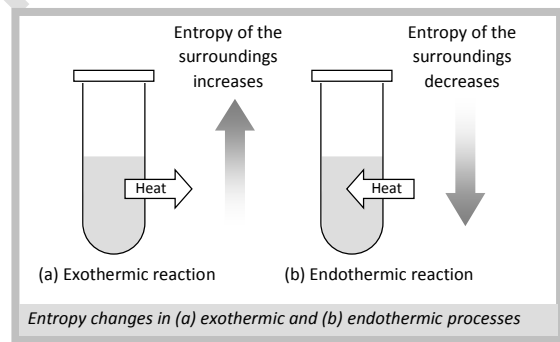 Entropy of the
surroundings
increases
Entropy of the
surroundings
decreases
Heat
Heat
(a) Exothermic reaction
(b) Endothermic reaction
Entropy changes in (a) exothermic and (b) endothermic processes